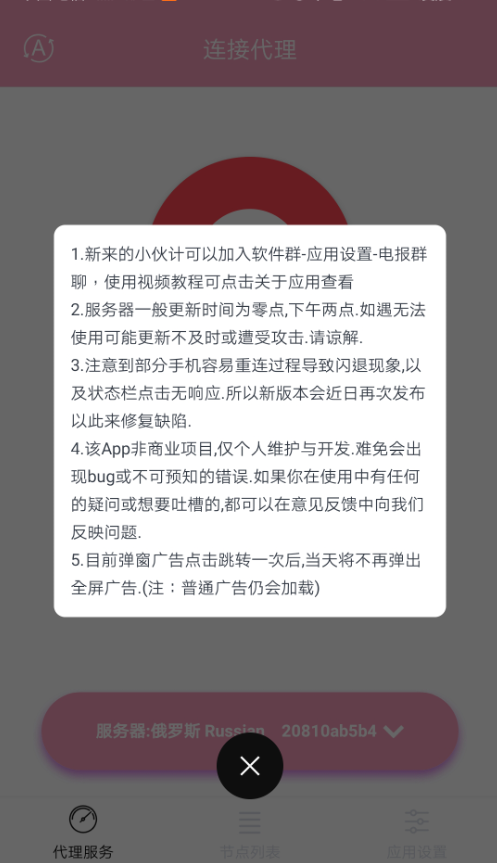 连接代理
1.新来的小伙计可以加入软件群-应用设置-电报群
聊，使用视频教程可点击关于应用查看
2.服务器一般更新时间为零点,下午两点.如遇无法
使用可能更新不及时或遭受攻击.请谅解.
3.注意到部分手机容易重连过程导致闪退现象,以
及状态栏点击无响应.所以新版本会近日再次发布
以此来修复缺陷.
4.该App非商业项目,仅个人维护与开发.难免会出
现bug或不可预知的错误.如果你在使用中有任何
的疑问或想要吐槽的,都可以在意见反馈中向我们
反映问题.
5.目前弹窗广告点击跳转一次后,当天将不再弹出
全屏广告.(注：普通广告仍会加载)
服务器:俄罗斯 Russian 20810ab5b4
代理服务 节点列表 应用设置